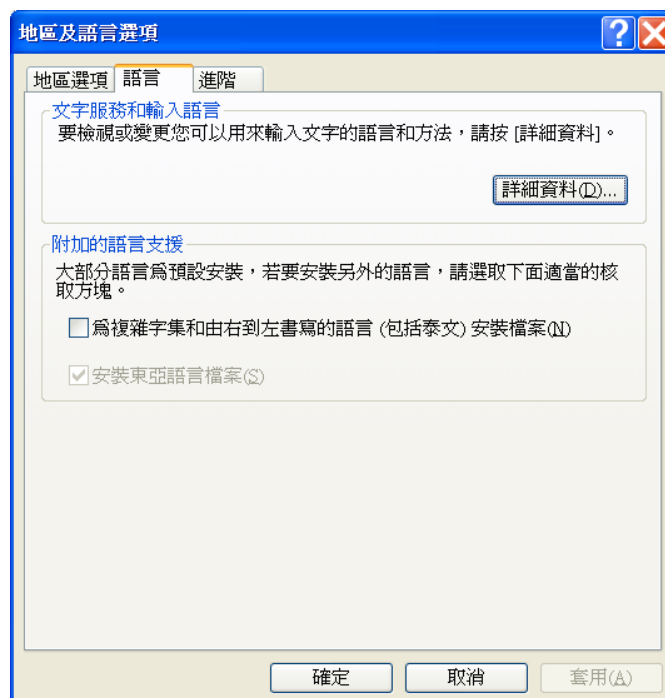 地區及語言選項
地區選項 語言 進階
文字服務和輸入語言
要檢視或變更您可以用來輸入文字的語言和方法，請按 [詳細資料]。
詳細資料(D)...
附加的語言支援
大部分語言為預設安裝，若要安裝另外的語言，請選取下面適當的核
取方塊。
為複雜字集和由右到左書寫的語言 (包括泰文) 安裝檔案(N)
安裝東亞語言檔案(S)
確定 取消 套用(A)